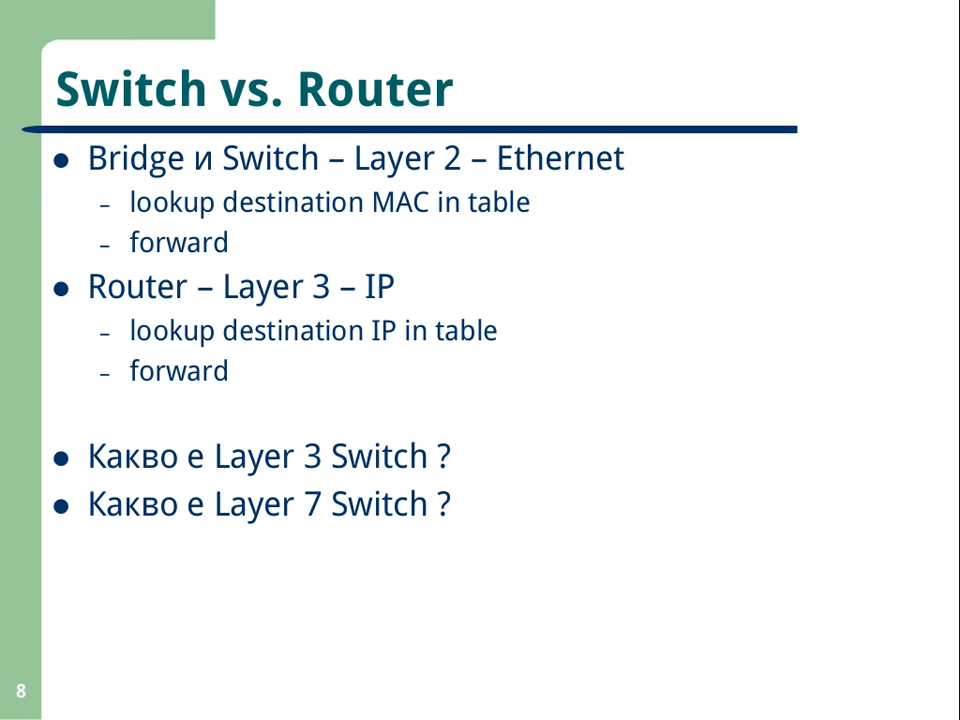 Switch vs. Router
● Bridge и Switch – Layer 2 – Ethernet
– lookup destination MAC in table
– forward
● Router – Layer 3 – IP
– lookup destination IP in table
– forward
● Какво е Layer 3 Switch ?
● Какво е Layer 7 Switch ?
8